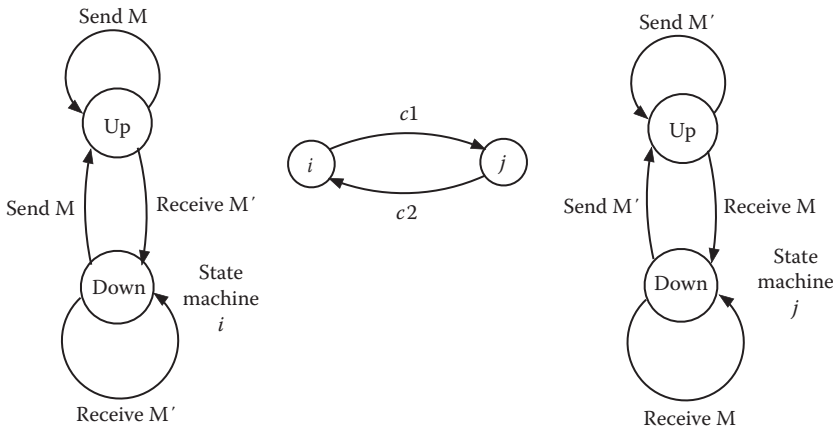 Send M
Up
Send M
Receive M′
Down
State
machine
i
Receive M′
c1
i
j
c2
Send M′
Up
Send M′
Receive M
Down
State
machine
j
Receive M